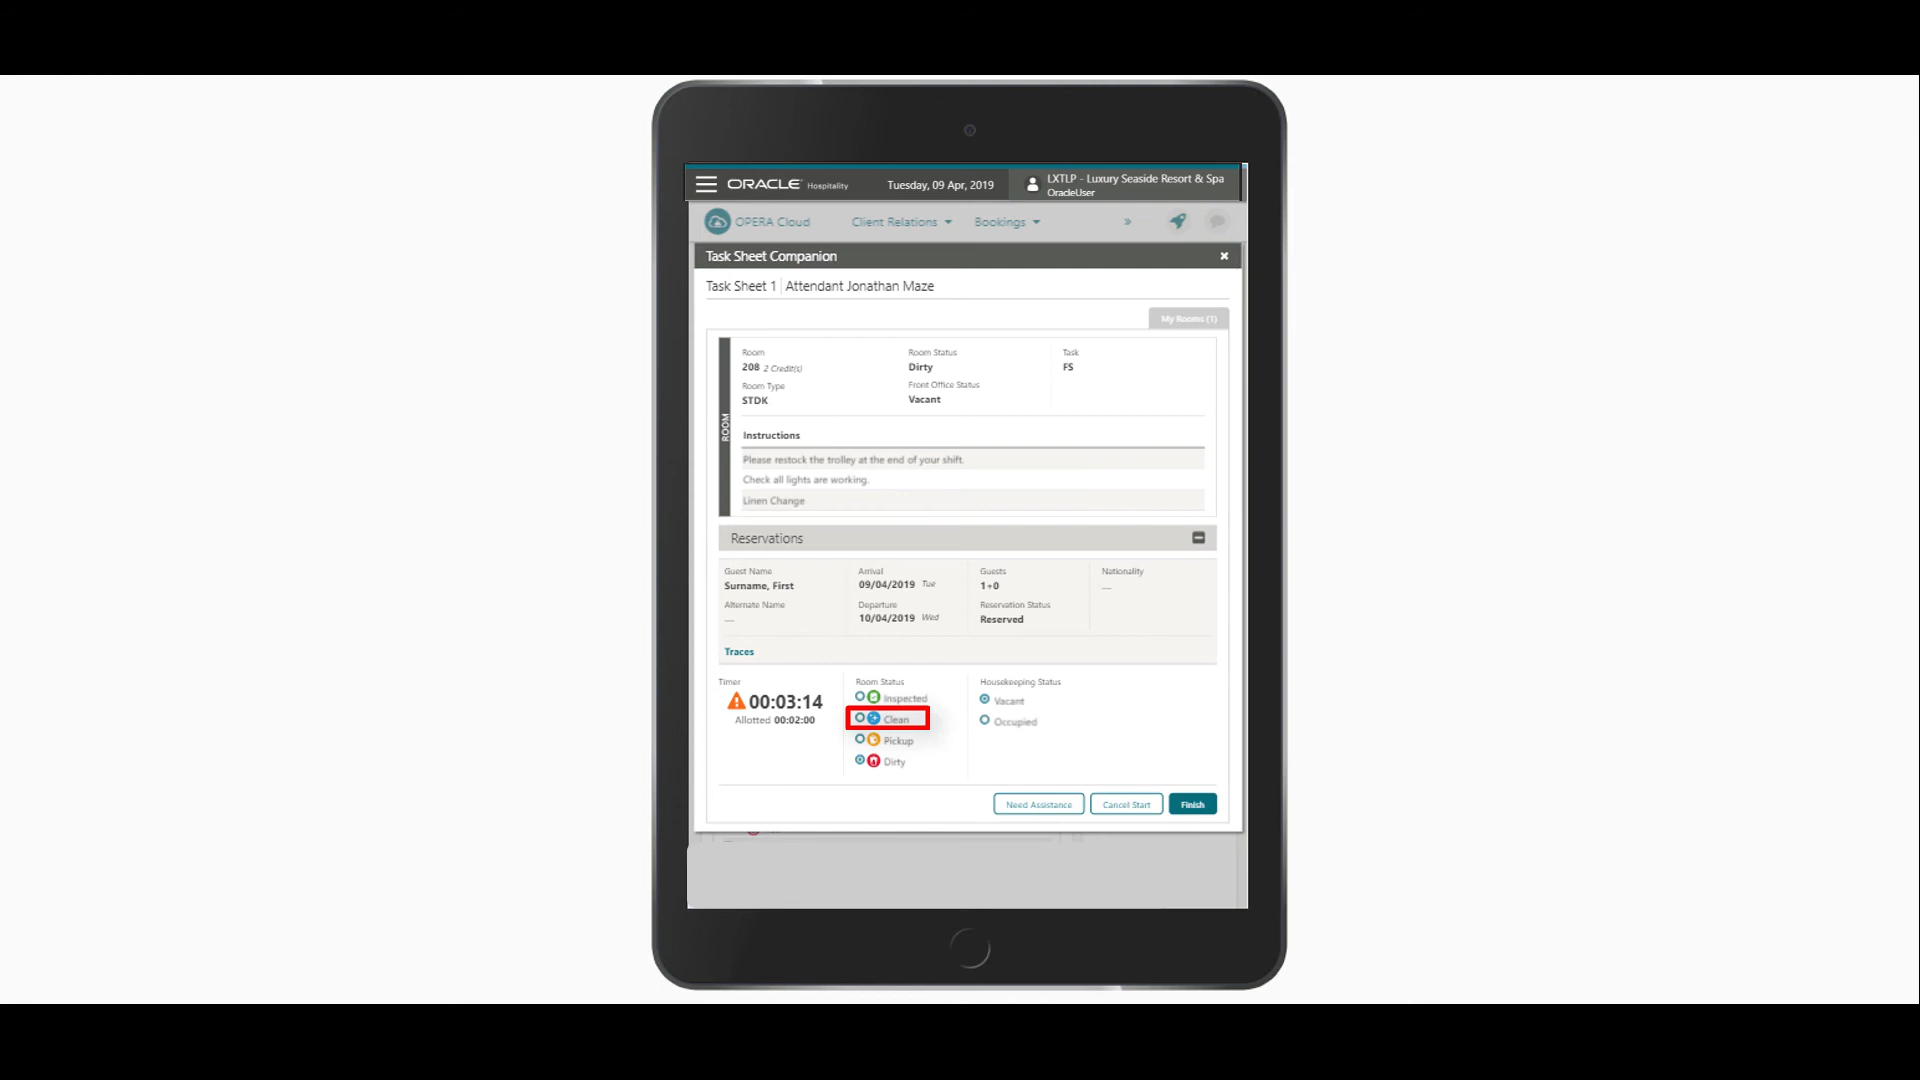 ORACLE Hospitality
Tuesday, 09 Apr, 2019
LXTLP - Luxury Seaside Resort & Spa
OracleUser
OPERA Cloud
Client Relations
Bookings
»
Task Sheet Companion
Task Sheet 1 | Attendant Jonathan Maze
My Rooms (1)
ROOM
Room
208 2 Credit(s)
Room Type
STDK
Room Status
Dirty
Front Office Status
Vacant
Task
FS
Instructions
Please restock the trolley at the end of your shift.
Check all lights are working.
Linen Change
Reservations
Guest Name
Surname, First
Alternate Name
—
Arrival
09/04/2019 Tue
Departure
10/04/2019 Wed
Guests
1+0
Reservation Status
Reserved
Nationality
—
Traces
Timer
00:03:14
Allotted 00:02:00
Room Status
Inspected
Clean
Pickup
Dirty
Housekeeping Status
Vacant
Occupied
Need Assistance
Cancel Start
Finish